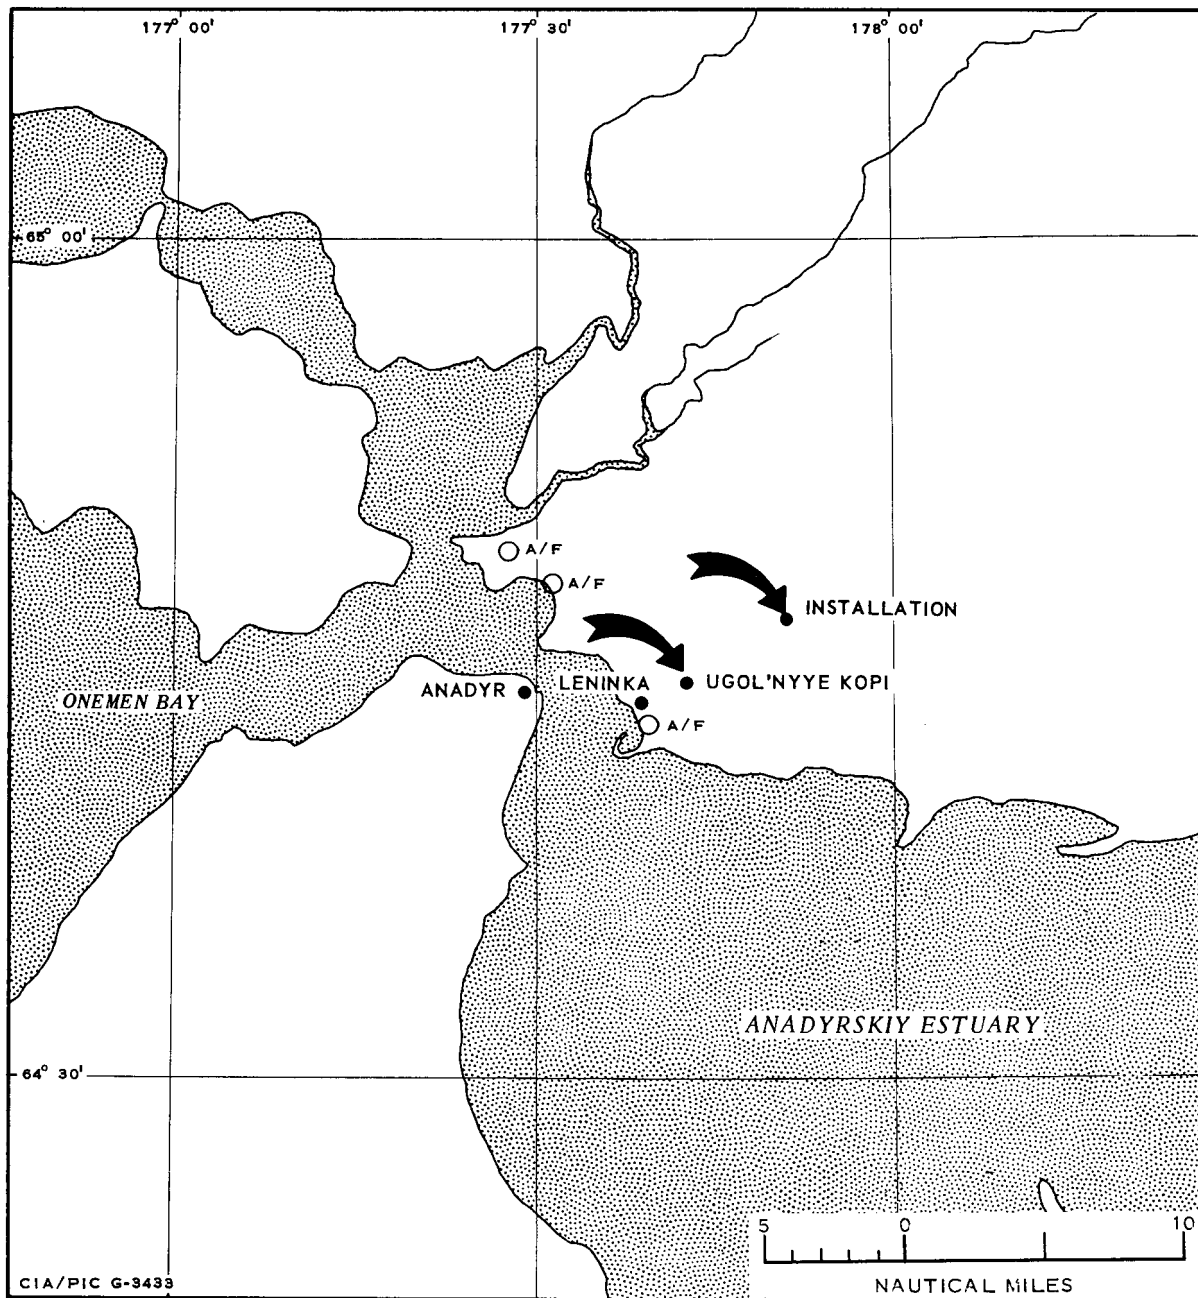 177° 00'
177° 30'
178° 00'
65° 00'
A/F
A/F
INSTALLATION
ONEMEN BAY
ANADYR
LENINKA
UGOL'NYYE KOPI
A/F
ANADYRSKIY ESTUARY
64° 30'
5 0 10
NAUTICAL MILES
CIA/PIC G-3433